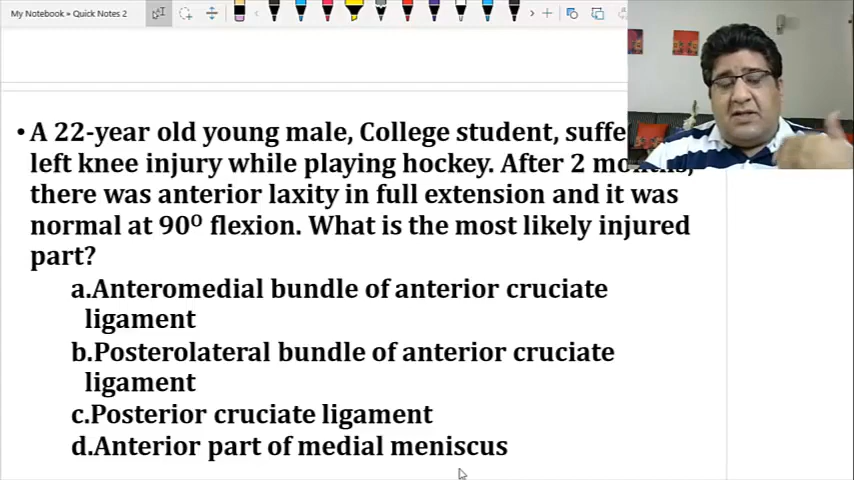 My Notebook » Quick Notes 2
• A 22-year old young male, College student,
left knee injury while playing hockey. After 2
there was anterior laxity in full extension and it was
normal at 90º flexion. What is the most likely injured
part?
a.Anteromedial bundle of anterior cruciate
ligament
b.Posterolateral bundle of anterior cruciate
ligament
c.Posterior cruciate ligament
d.Anterior part of medial meniscus